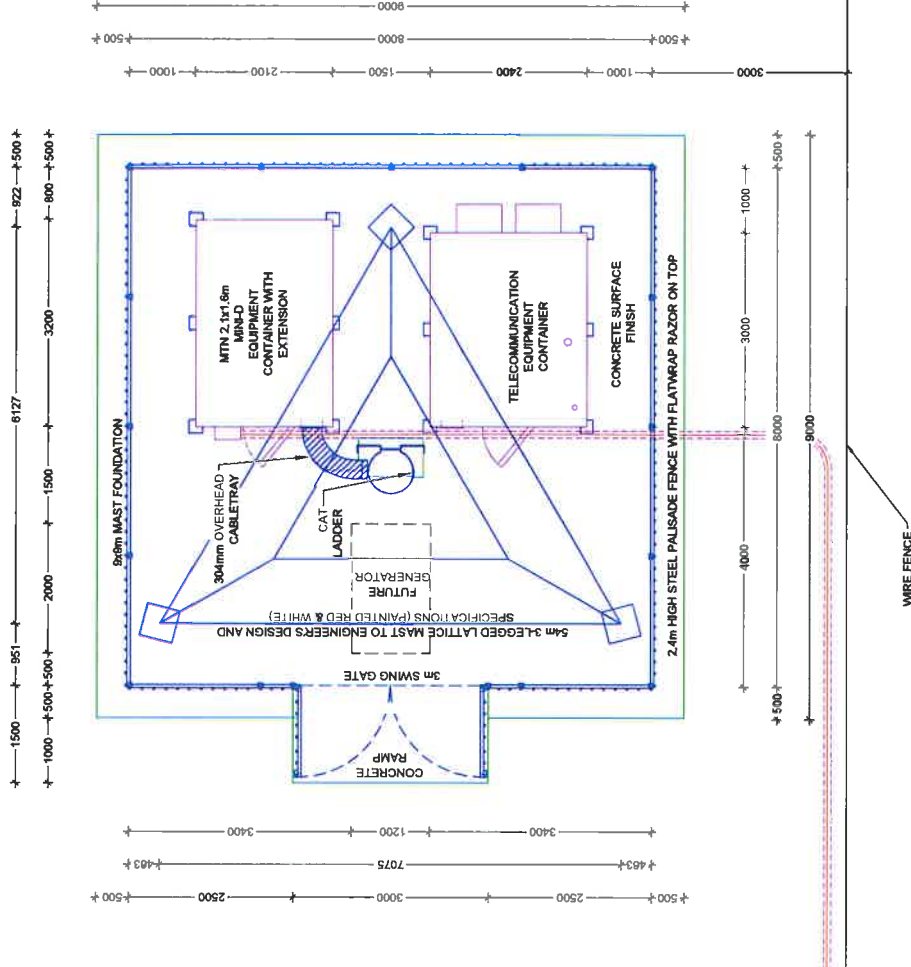 9000
500
8000
500
1000
2100
1500
2400
1000
3000
500
922
6127
951
1500
500
800
3200
1500
2000
500
500
1000
9x9m MAST FOUNDATION
MTN 2,1x1,6m
MINI-D
EQUIPMENT
CONTAINER WITH
EXTENSION
TELECOMMUNICATION
EQUIPMENT
CONTAINER
CONCRETE SURFACE
FINISH
304mm OVERHEAD
CABLETRAY
CAT
LADDER
FUTURE
GENERATOR
54m 3-LEGGED LATTICE MAST TO ENGINEERS DESIGN AND
SPECIFICATIONS (PAINTED RED & WHITE)
3m SWING GATE
CONCRETE
RAMP
2,4m HIGH STEEL PALISADE FENCE WITH FLATWRAP RAZOR ON TOP
1000
3000
4000
500
8000
500
9000
3400
1200
3400
463
7075
463
500
2500
3000
2500
500
WIRE FENCE